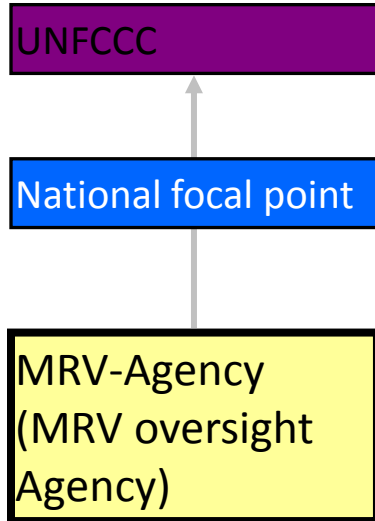 UNFCCC
National focal point
MRV-Agency
(MRV oversight
Agency)